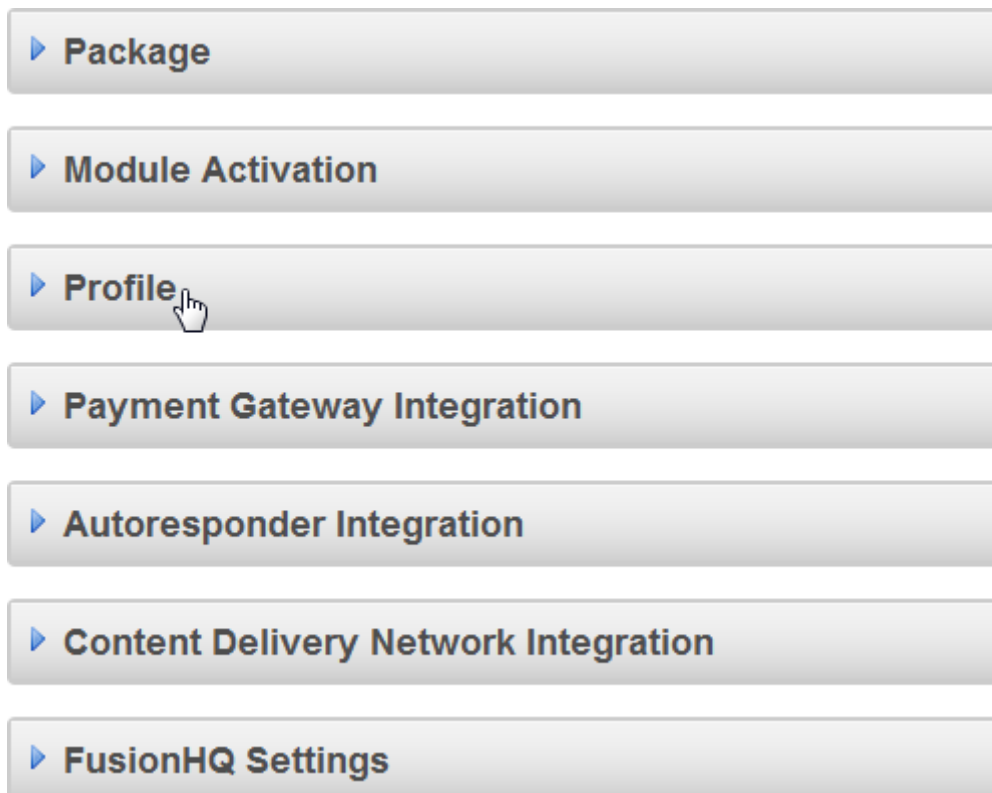 Package
Module Activation
Profile
Payment Gateway Integration
Autoresponder Integration
Content Delivery Network Integration
FusionHQ Settings